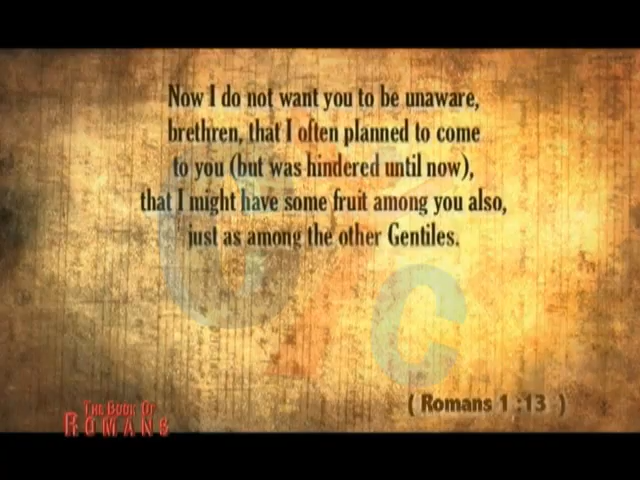 Now I do not want you to be unaware,
brethren, that I often planned to come
to you (but was hindered until now),
that I might have some fruit among you also,
just as among the other Gentiles.
( Romans 1 :13 )
THE BOOK OF
ROMANS